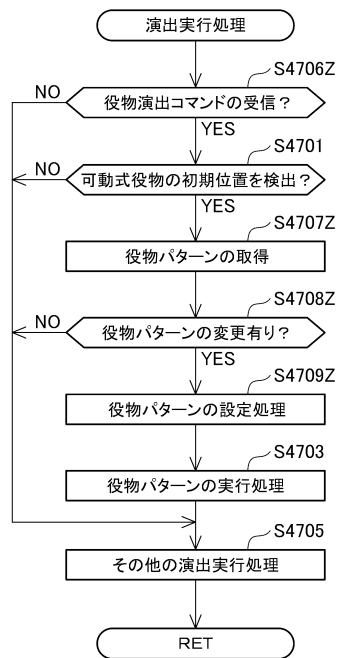 演出実行処理
S4706Z
NO
役物演出コマンドの受信？
YES
S4701
NO
可動式役物の初期位置を検出？
YES
S4707Z
役物パターンの取得
S4708Z
NO
役物パターンの変更有り？
YES
S4709Z
役物パターンの設定処理
S4703
役物パターンの実行処理
S4705
その他の演出実行処理
RET